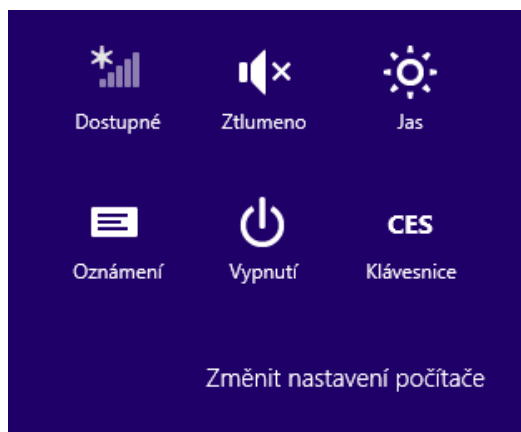 Dostupné Ztlumeno Jas
CES
Oznámení Vypnutí Klávesnice
Změnit nastavení počítače